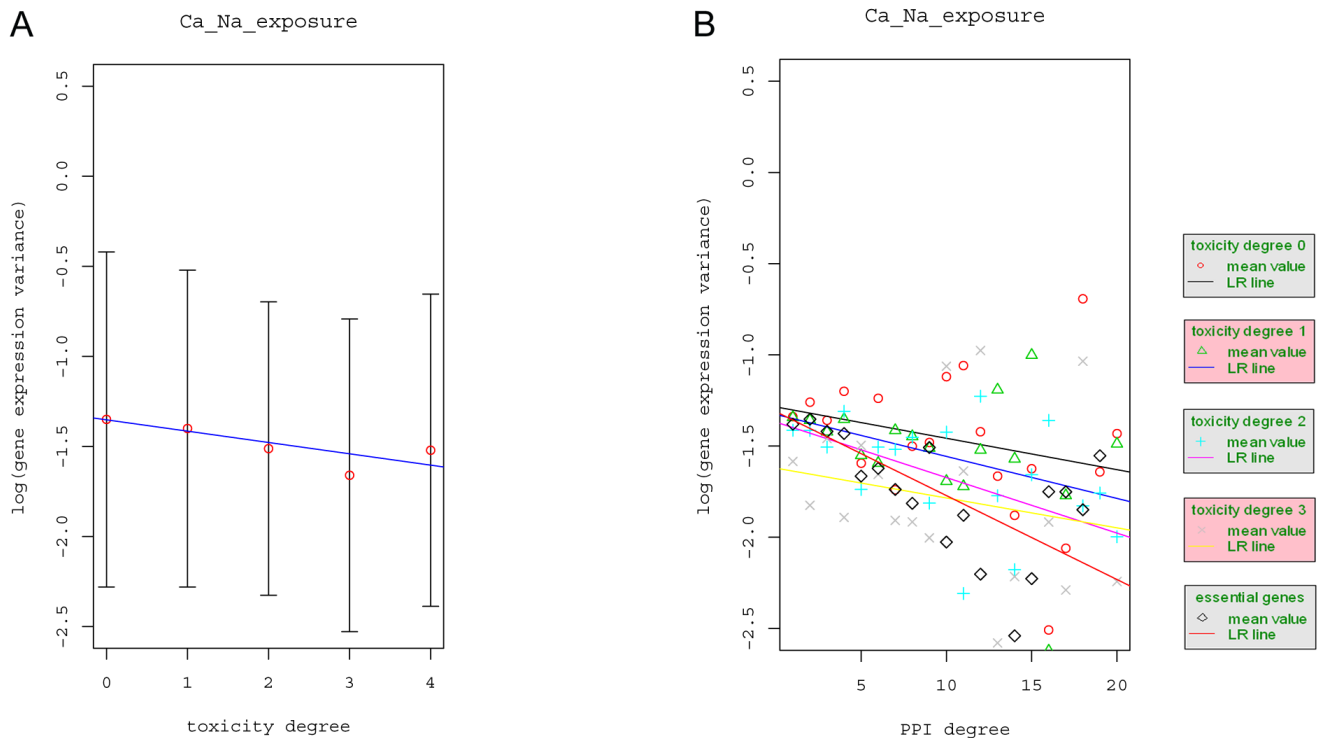 A
Ca_Na_exposure
log(gene expression variance)
0.5
0.0
-0.5
-1.0
-1.5
-2.0
-2.5
0 1 2 3 4
toxicity degree
B
Ca_Na_exposure
log(gene expression variance)
0.5
0.0
-0.5
-1.0
-1.5
-2.0
-2.5
5 10 15 20
PPI degree
toxicity degree 0
mean value
LR line
toxicity degree 1
mean value
LR line
toxicity degree 2
mean value
LR line
toxicity degree 3
mean value
LR line
essential genes
mean value
LR line